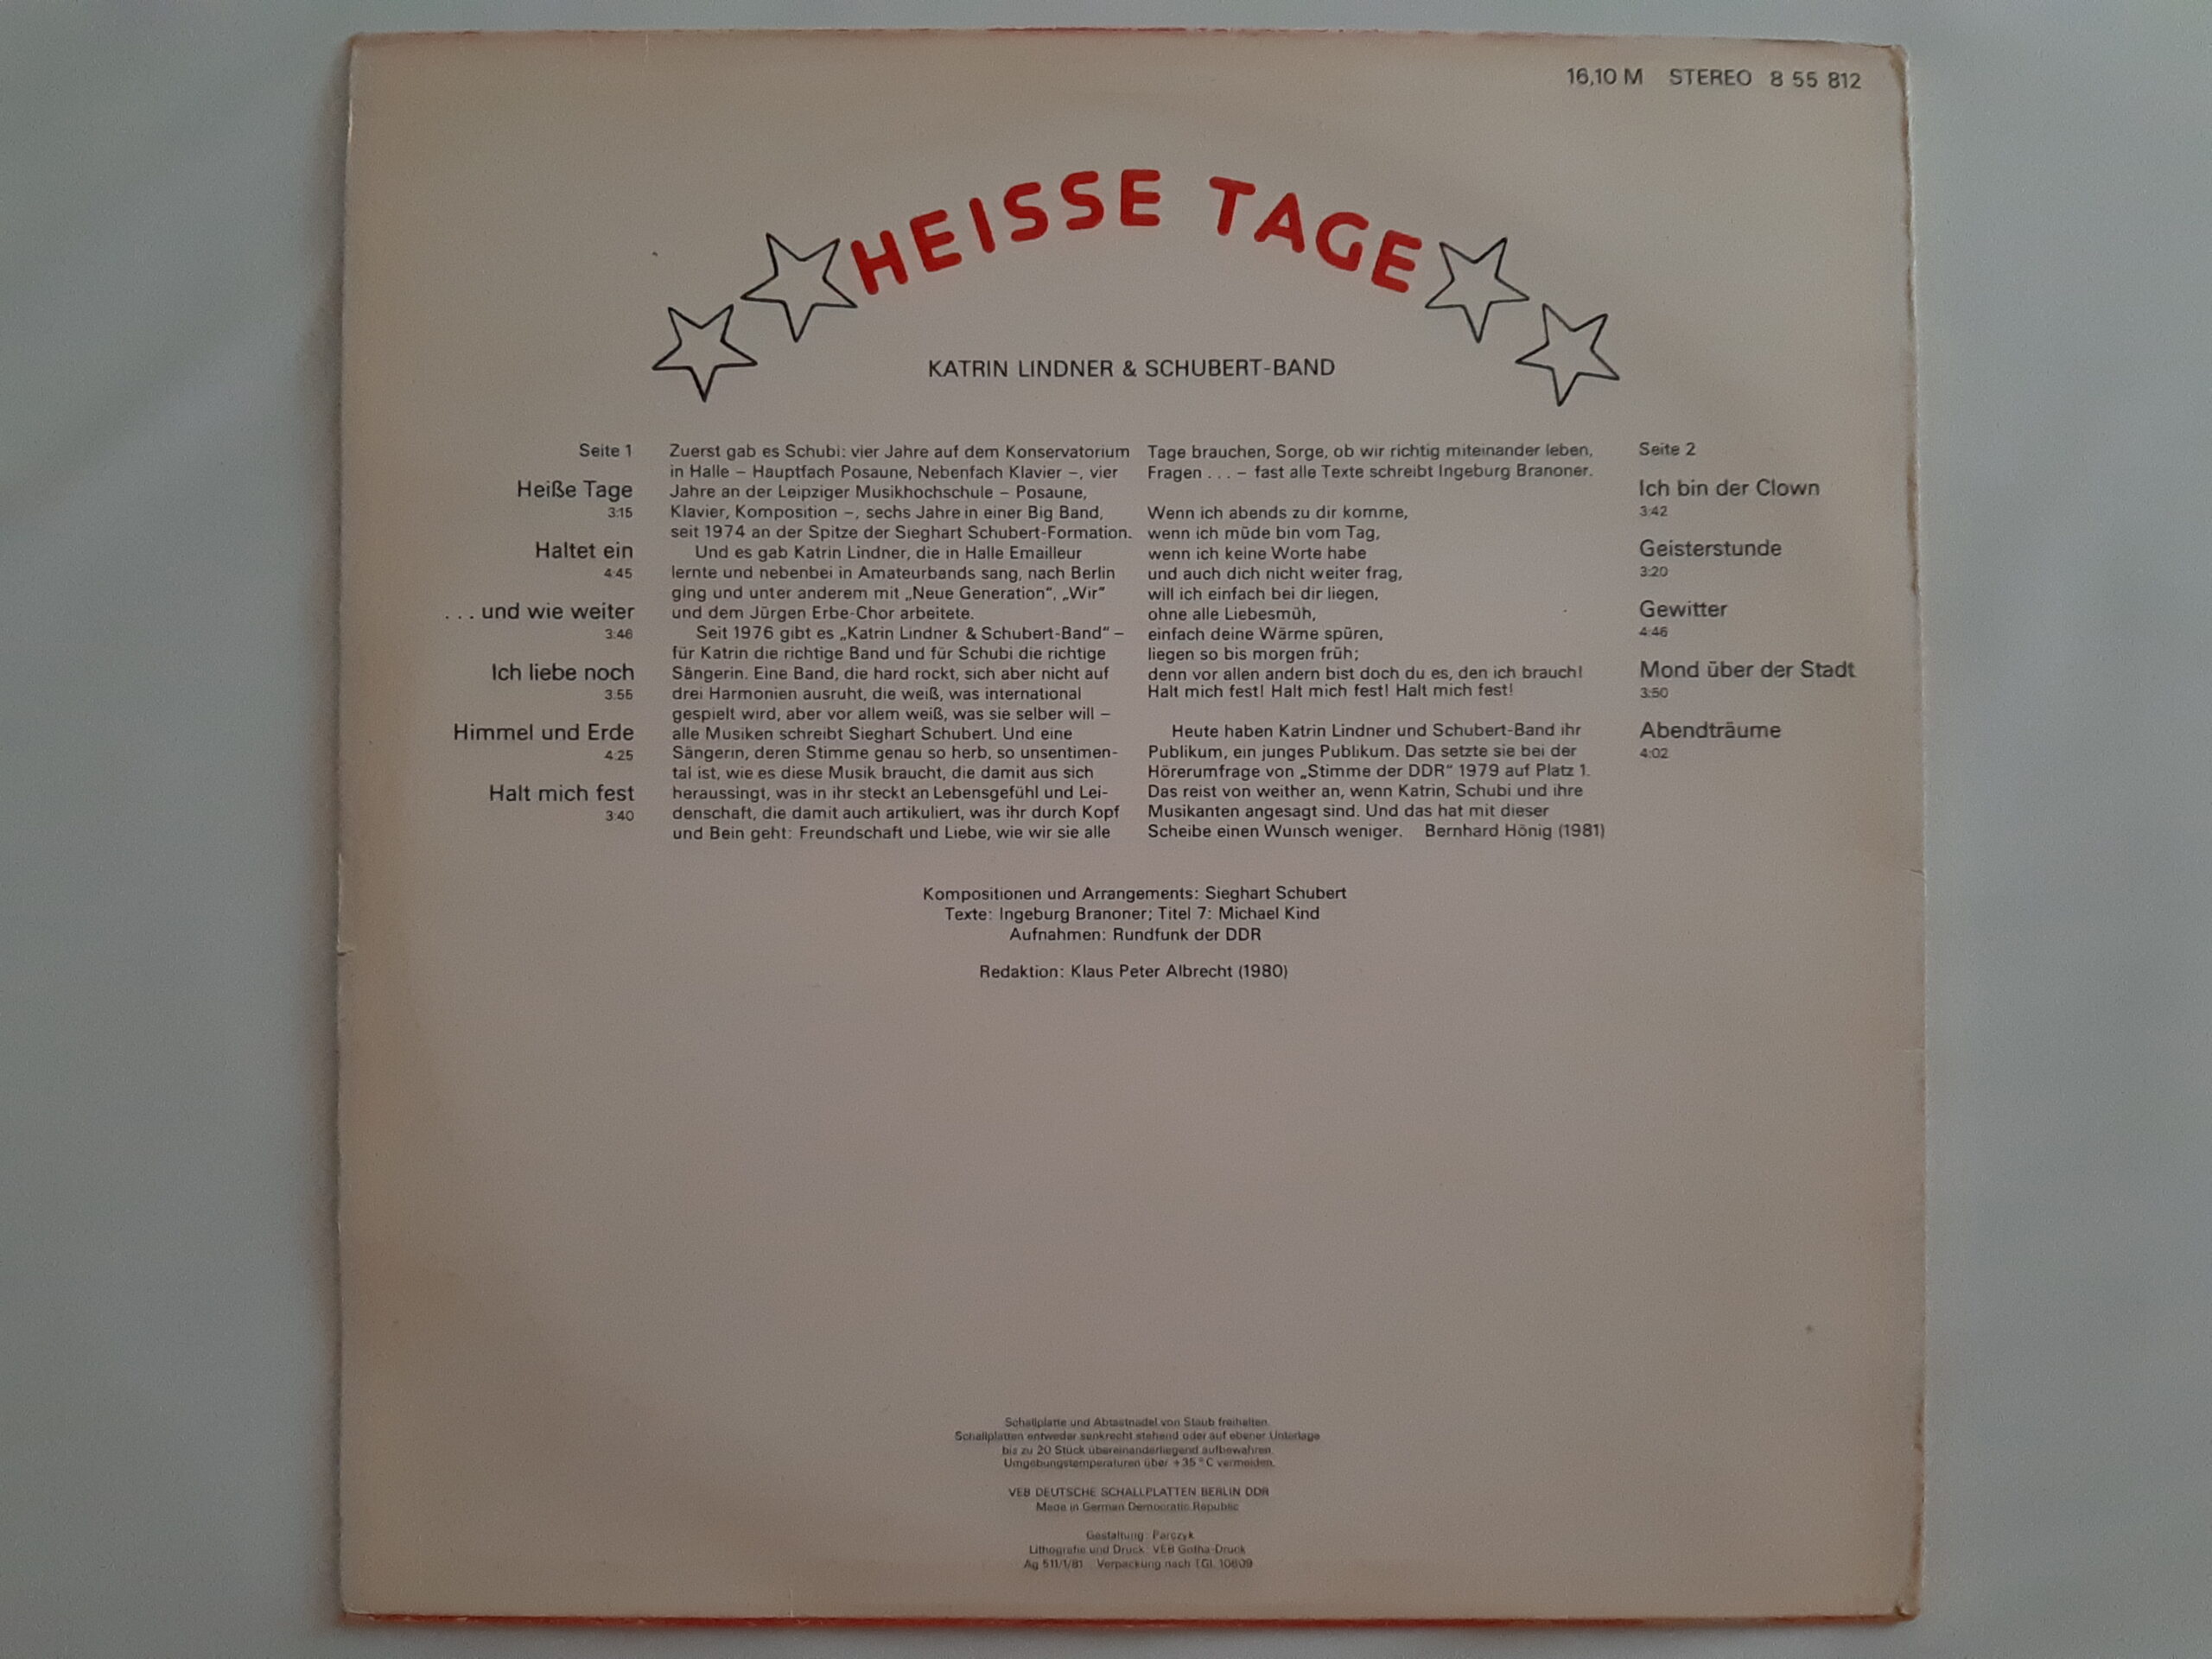 16,10 M STEREO 8 55 812
HEISSE TAGE
KATRIN LINDNER & SCHUBERT-BAND
Seite 1
Heiße Tage
3:15
Haltet ein
4:45
. . . und wie weiter
3:46
Ich liebe noch
3:55
Himmel und Erde
4:25
Halt mich fest
3:40
Zuerst gab es Schubi: vier Jahre auf dem Konservatorium
in Halle – Hauptfach Posaune, Nebenfach Klavier –, vier
Jahre an der Leipziger Musikhochschule – Posaune,
Klavier, Komposition –, sechs Jahre in einer Big Band,
seit 1974 an der Spitze der Sieghart Schubert-Formation.
Und es gab Katrin Lindner, die in Halle Emailleur
lernte und nebenbei in Amateurbands sang, nach Berlin
ging und unter anderem mit „Neue Generation“, „Wir“
und dem Jürgen Erbe-Chor arbeitete.
Seit 1976 gibt es „Katrin Lindner & Schubert-Band“ –
für Katrin die richtige Band und für Schubi die richtige
Sängerin. Eine Band, die hard rockt, sich aber nicht auf
drei Harmonien ausruht, die weiß, was international
gespielt wird, aber vor allem weiß, was sie selber will –
alle Musiken schreibt Sieghart Schubert. Und eine
Sängerin, deren Stimme genau so herb, so unsentimen-
tal ist, wie es diese Musik braucht, die damit aus sich
heraussingt, was in ihr steckt an Lebensgefühl und Lei-
denschaft, die damit auch artikuliert, was ihr durch Kopf
und Bein geht: Freundschaft und Liebe, wie wir sie alle
Tage brauchen, Sorge, ob wir richtig miteinander leben,
Fragen . . . – fast alle Texte schreibt Ingeburg Branoner.
Wenn ich abends zu dir komme,
wenn ich müde bin vom Tag,
wenn ich keine Worte habe
und auch dich nicht weiter frag,
will ich einfach bei dir liegen,
ohne alle Liebesmüh,
einfach deine Wärme spüren,
liegen so bis morgen früh;
denn vor allen andern bist doch du es, den ich brauch!
Halt mich fest! Halt mich fest! Halt mich fest!
Heute haben Katrin Lindner und Schubert-Band ihr
Publikum, ein junges Publikum. Das setzte sie bei der
Hörerumfrage von „Stimme der DDR“ 1979 auf Platz 1.
Das reist von weither an, wenn Katrin, Schubi und ihre
Musikanten angesagt sind. Und das hat mit dieser
Scheibe einen Wunsch weniger. Bernhard Hönig (1981)
Seite 2
Ich bin der Clown
3:42
Geisterstunde
3:20
Gewitter
4:46
Mond über der Stadt
3:50
Abendträume
4:02
Kompositionen und Arrangements: Sieghart Schubert
Texte: Ingeburg Branoner; Titel 7: Michael Kind
Aufnahmen: Rundfunk der DDR
Redaktion: Klaus Peter Albrecht (1980)
Schallplatte und Abtastnadel von Staub freihalten.
Schallplatten entweder senkrecht stehend oder auf ebener Unterlage
bis zu 20 Stück übereinanderliegend aufbewahren.
Umgebungstemperaturen über + 35 °C vermeiden.
VEB DEUTSCHE SCHALLPLATTEN BERLIN DDR
Made in German Democratic Republic
Gestaltung: Parczyk
Lithografie und Druck: VEB Gotha-Druck
Ag 511/1/81 Verpackung nach TGL 10609